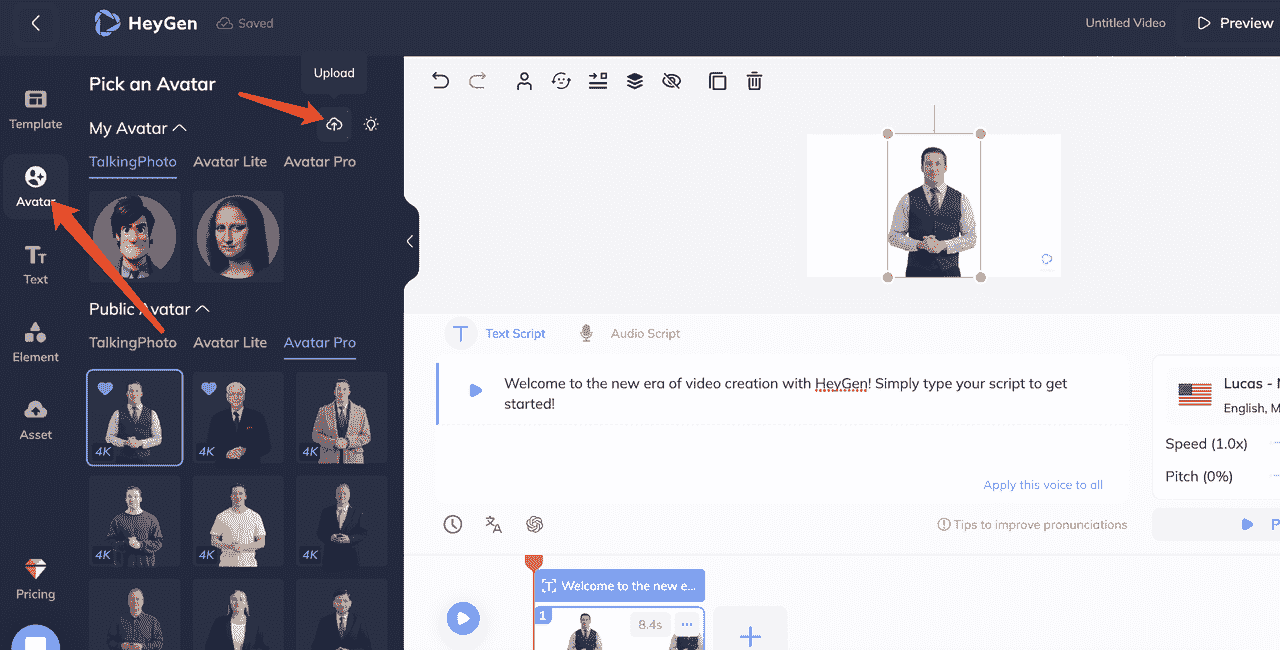 HeyGen
Saved
Untitled Video
Preview
Template
Avatar
Text
Element
Asset
Pricing
Pick an Avatar
Upload
My Avatar
TalkingPhoto Avatar Lite Avatar Pro
Public Avatar
TalkingPhoto Avatar Lite Avatar Pro
4K
4K
4K
4K
4K
4K
T Text Script
Audio Script
Welcome to the new era of video creation with HeyGen! Simply type your script to get
started!
Apply this voice to all
Tips to improve pronunciations
Lucas -
English, M
Speed (1.0x)
Pitch (0%)
P
Welcome to the new e...
1
8.4s